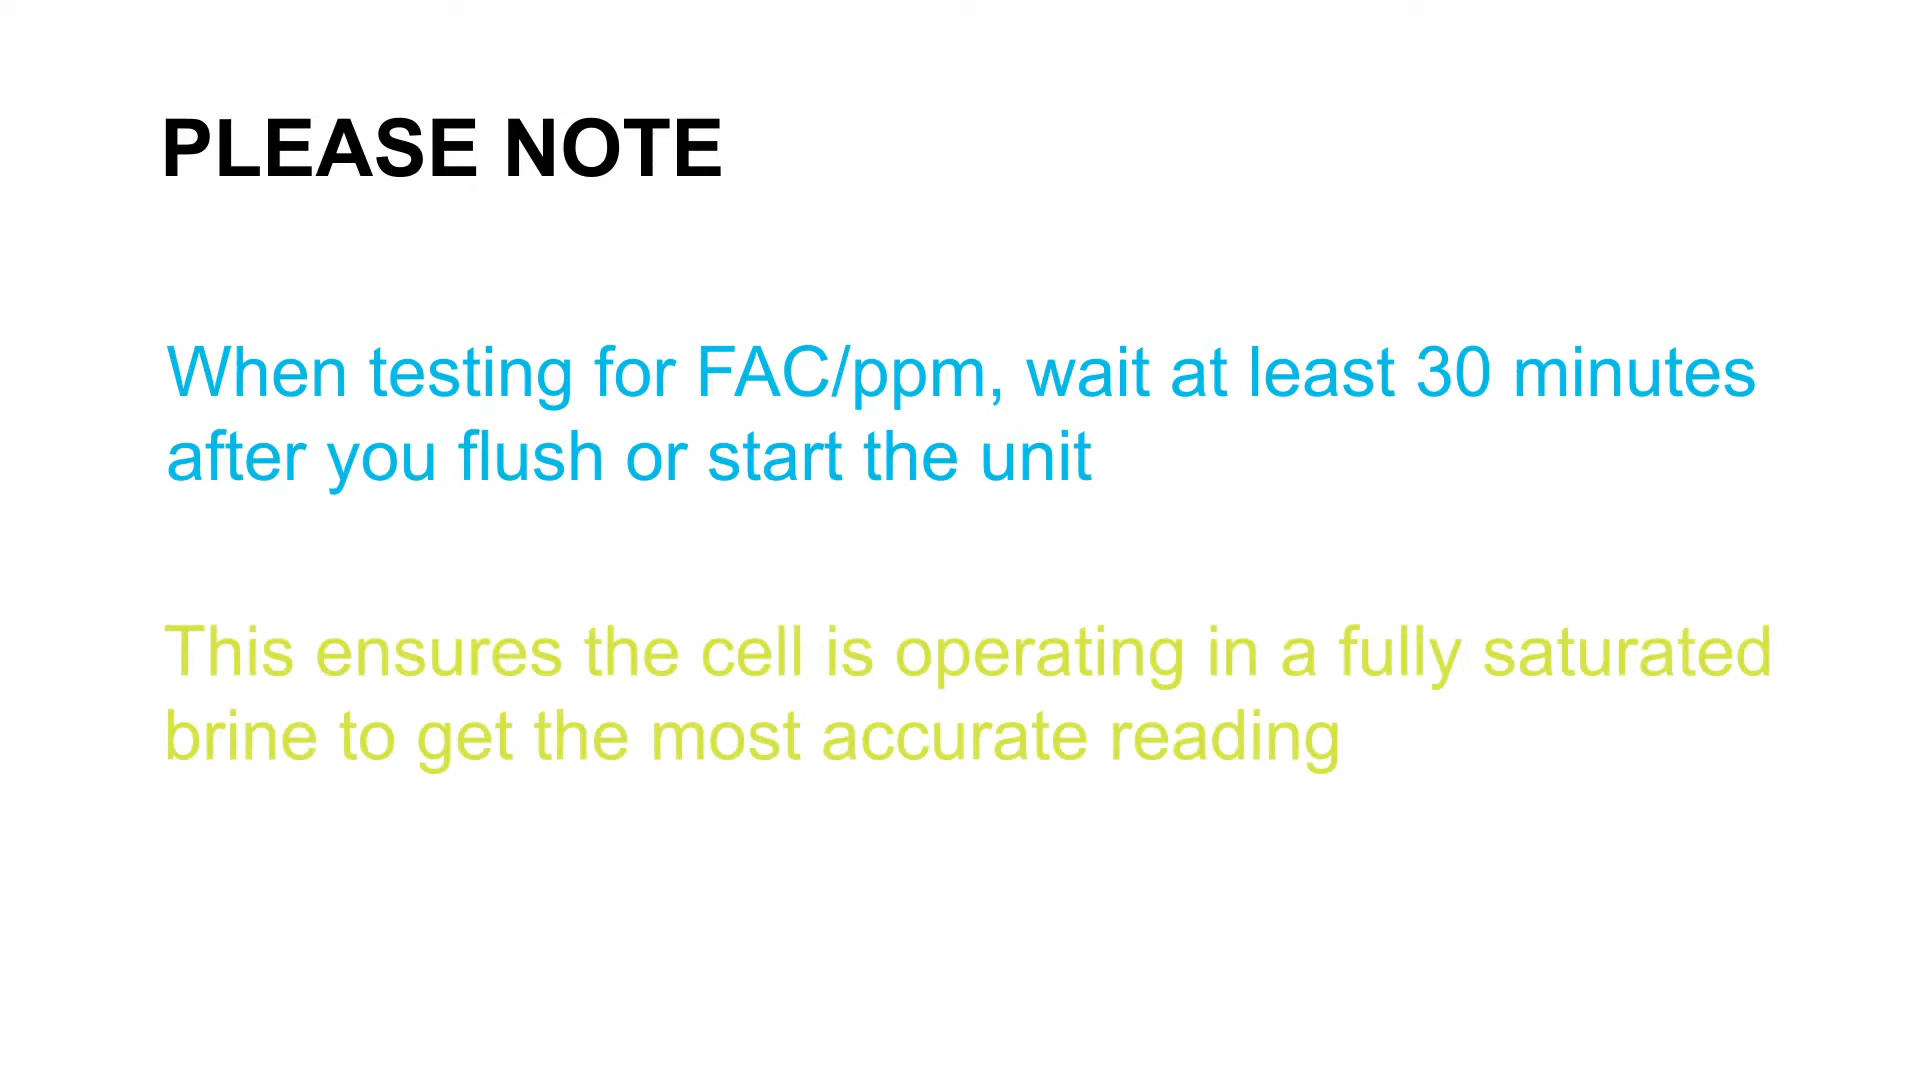 PLEASE NOTE
When testing for FAC/ppm, wait at least 30 minutes
after you flush or start the unit
This ensures the cell is operating in a fully saturated
brine to get the most accurate reading